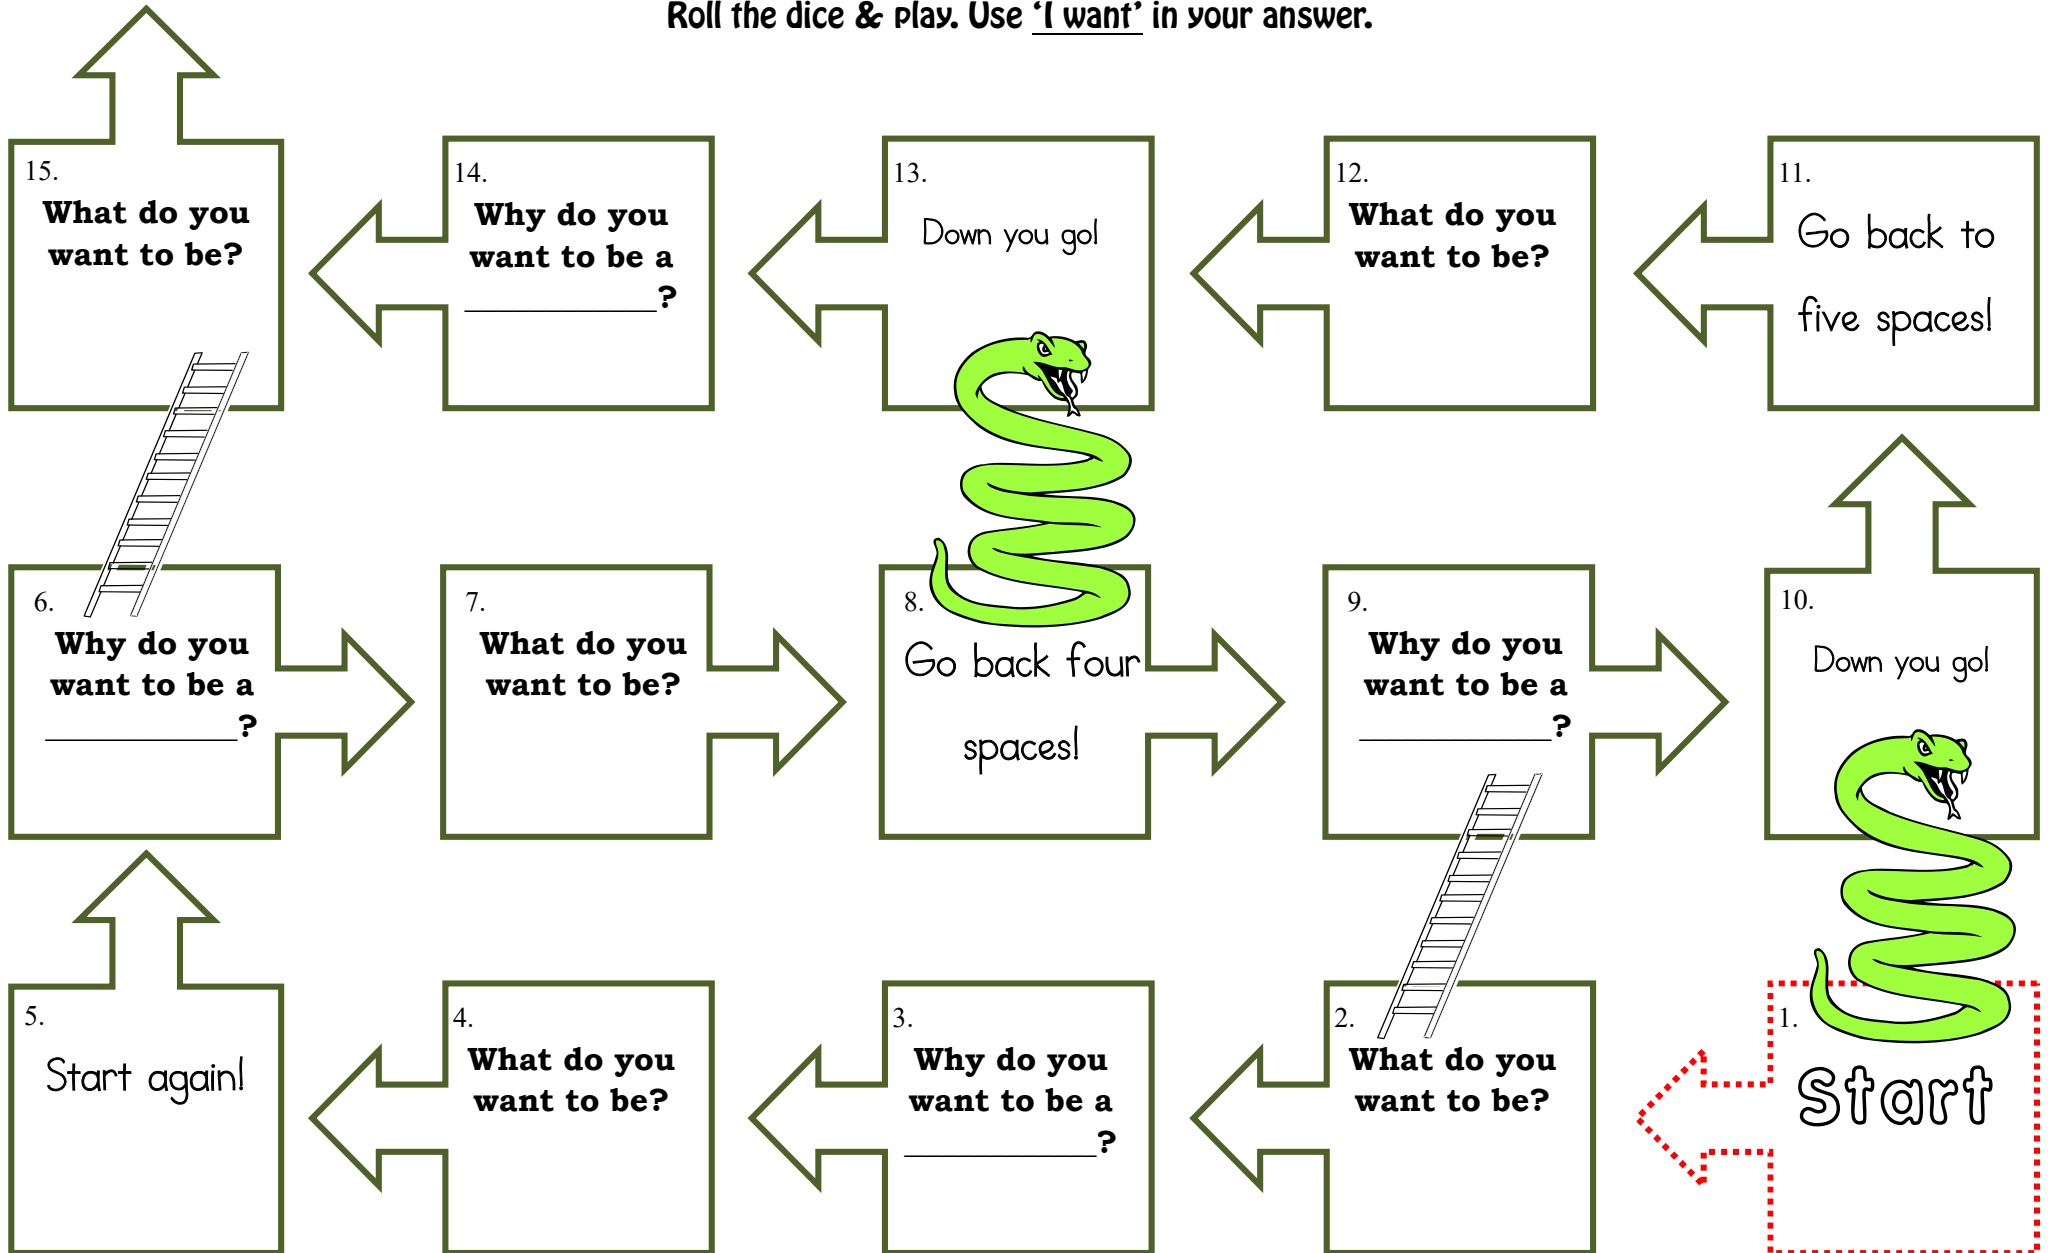 Roll the dice & play. Use ‘I want’ in your answer.
15.
What do you
want to be?
14.
Why do you
want to be a
____________?
13.
Down you go!
12.
What do you
want to be?
11.
Go back to
five spaces!
6.
Why do you
want to be a
____________?
7.
What do you
want to be?
8.
Go back four
spaces!
9.
Why do you
want to be a
____________?
10.
Down you go!
5.
Start again!
4.
What do you
want to be?
3.
Why do you
want to be a
____________?
2.
What do you
want to be?
1.
Start